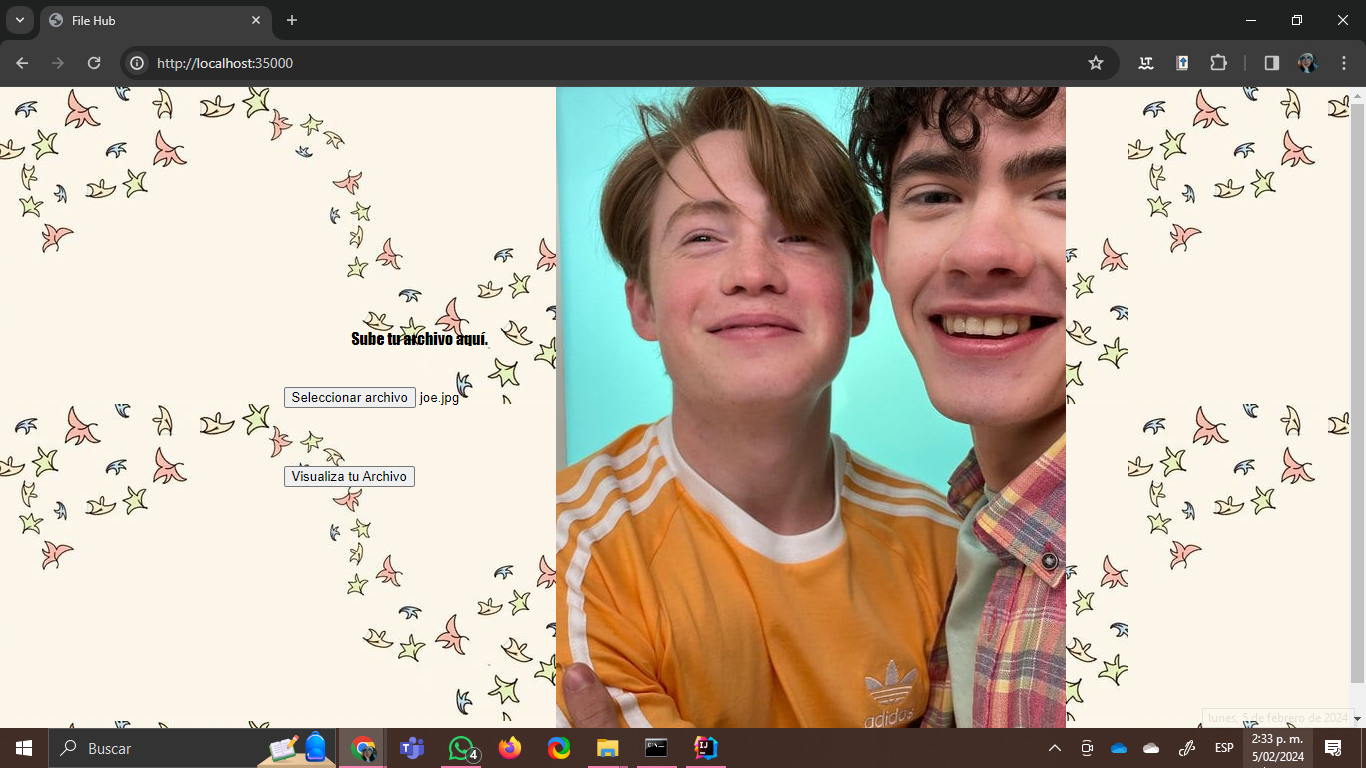 File Hub
http://localhost:35000
Sube tu archivo aquí.
Seleccionar archivo joe.jpg
Visualiza tu Archivo
adidas
lunes, 5 de febrero de 2024
Buscar
4
ESP
2:33 p. m.
5/02/2024